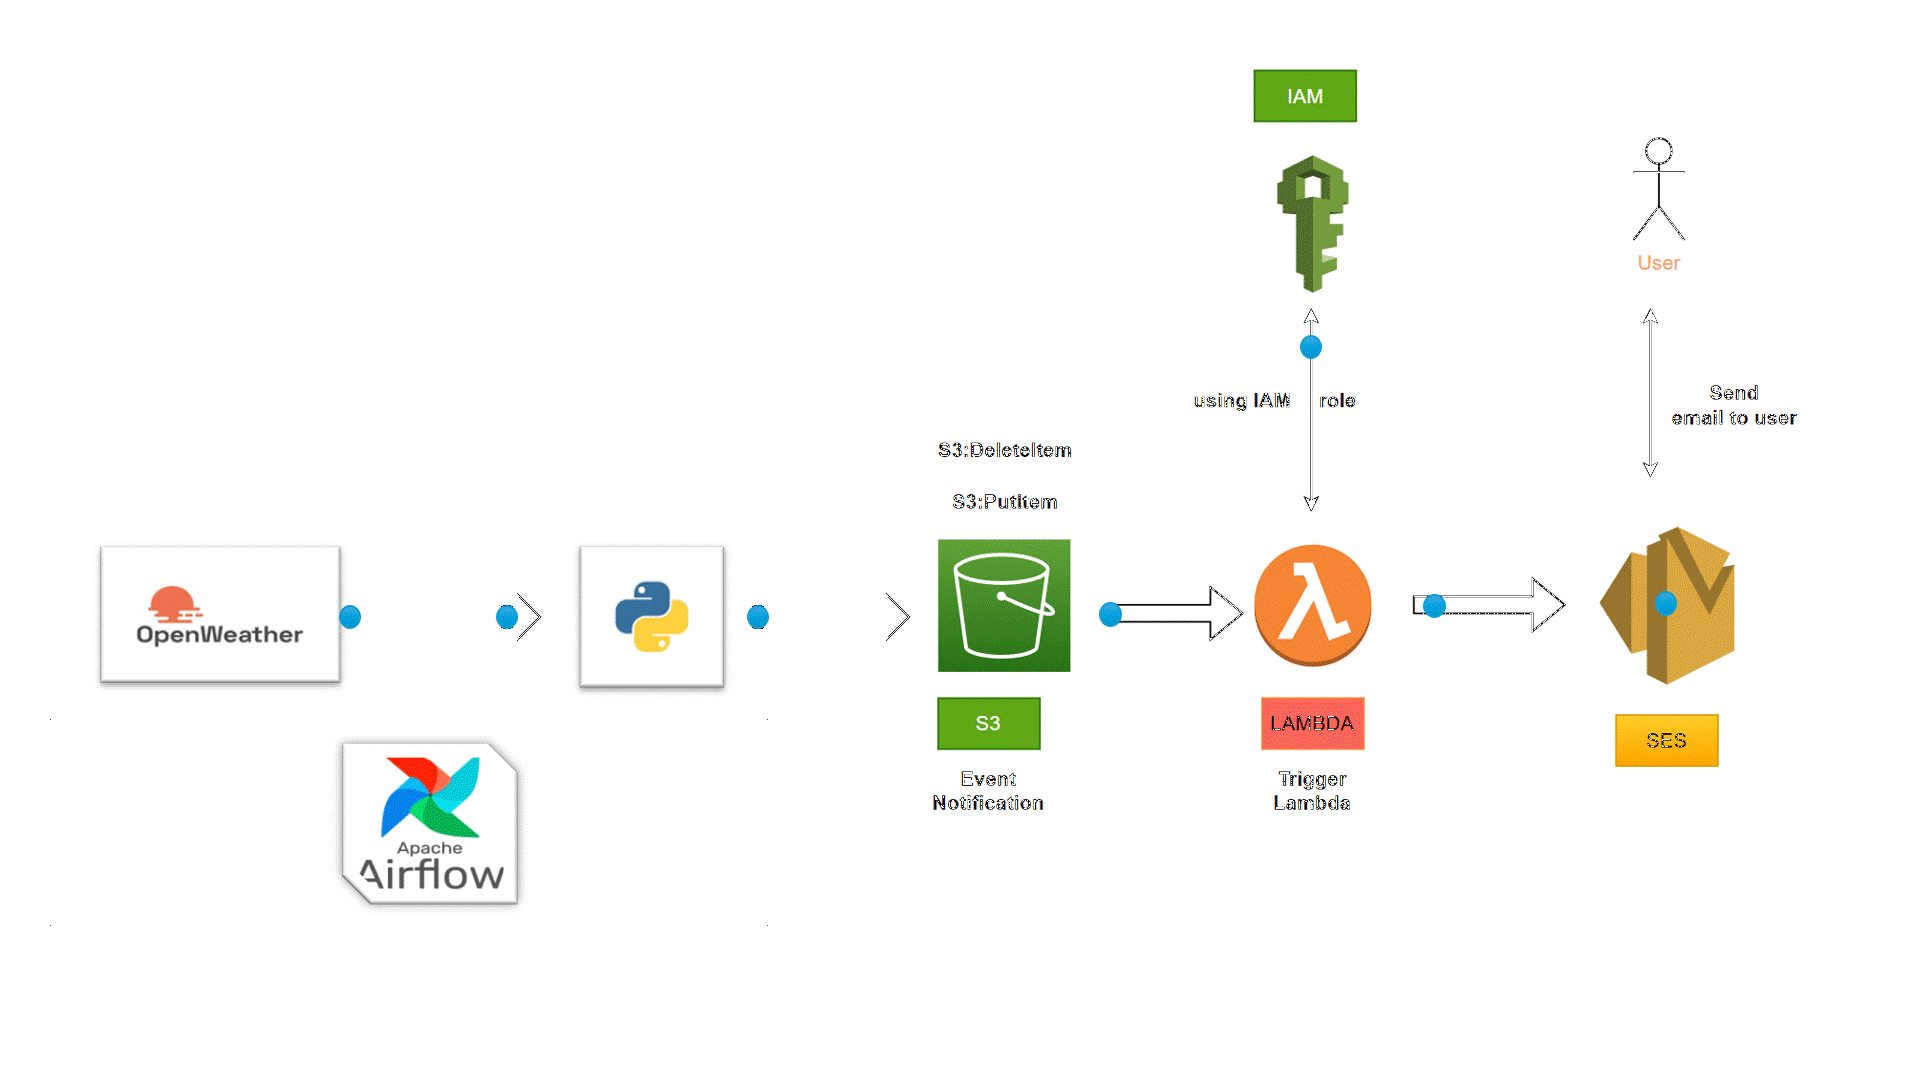 IAM
User
using IAM role
Send
email to user
S3:DeleteItem
S3:PutItem
OpenWeather
S3
LAMBDA
SES
Event
Notification
Trigger
Lambda
Apache
Airflow